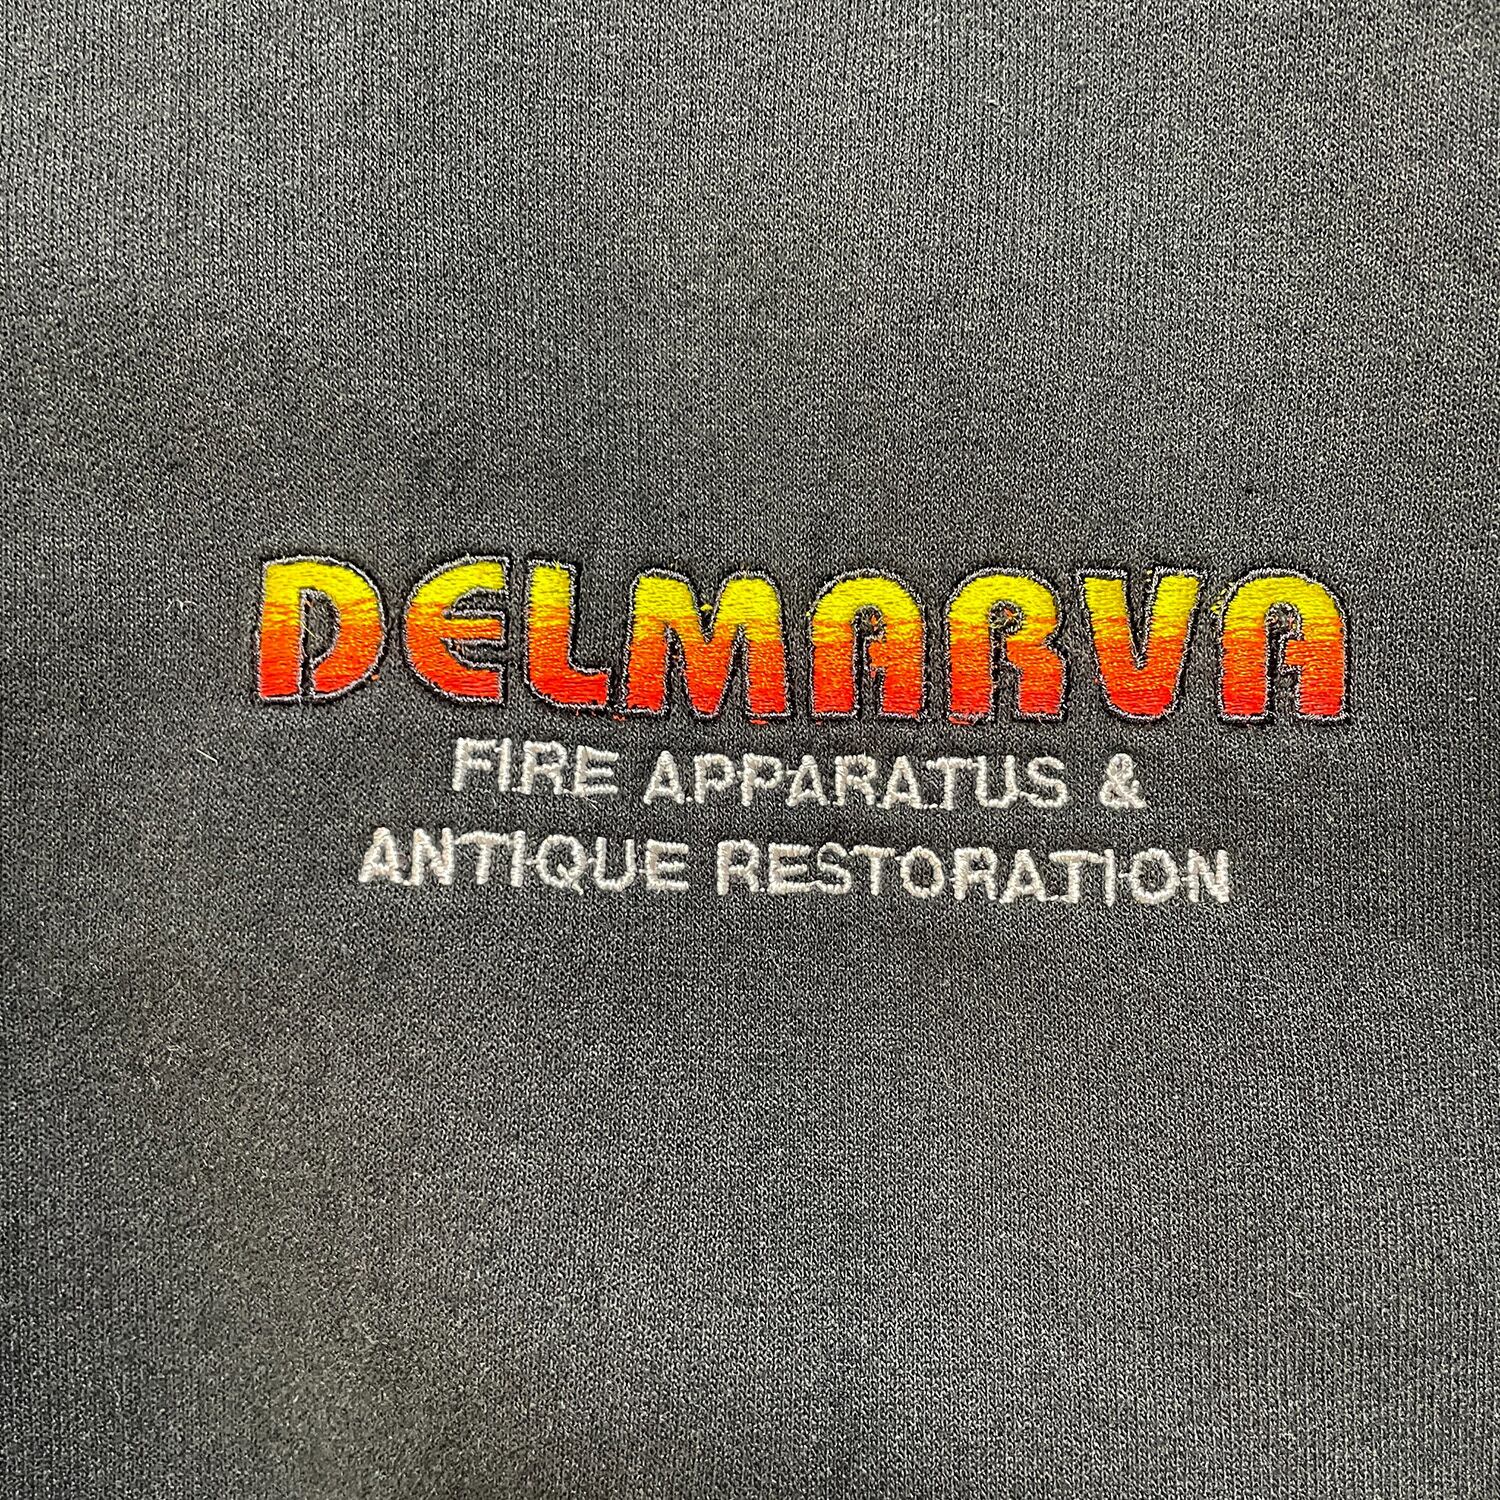 DELMARVA
FIRE APPARATUS &
ANTIQUE RESTORATION